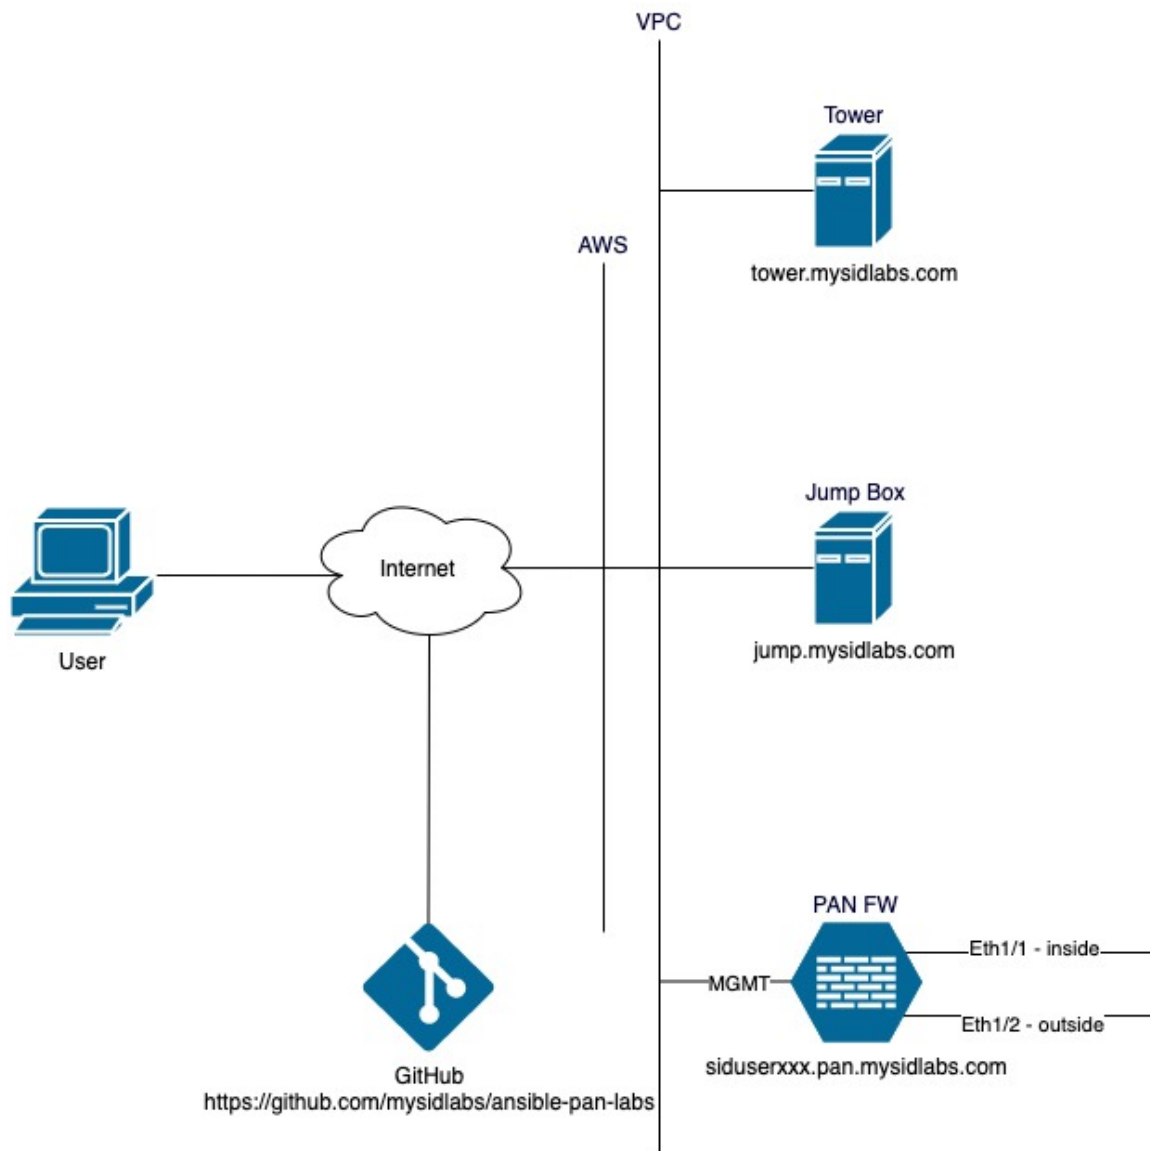 VPC
Tower
tower.mysidlabs.com
AWS
Jump Box
jump.mysidlabs.com
Internet
User
PAN FW
Eth1/1 - inside
MGMT
Eth1/2 - outside
siduserxxx.pan.mysidlabs.com
GitHub
https://github.com/mysidlabs/ansible-pan-labs